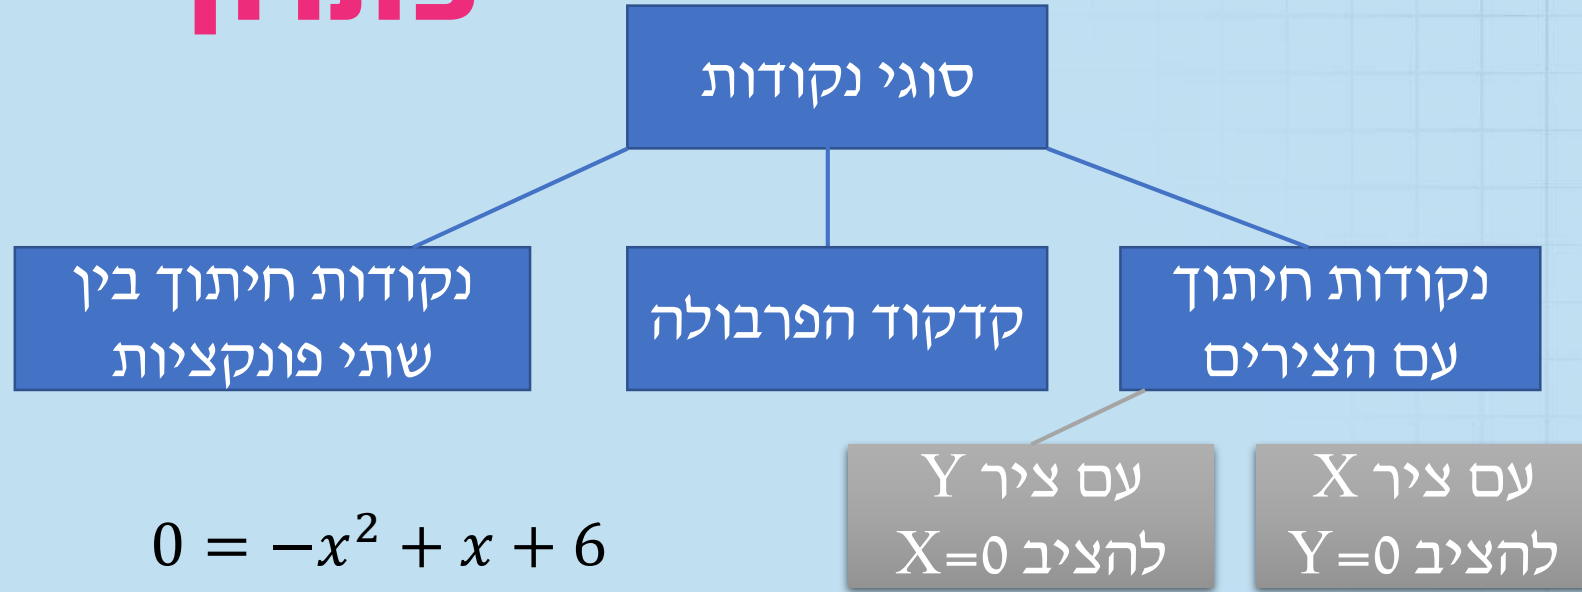 סוגי נקודות
נקודות חיתוך
עם הצירים
קדקוד הפרבולה
נקודות חיתוך בין
שתי פונקציות
עם ציר X
להציב Y=0
עם ציר Y
להציב X=0
0 = −x² + x + 6